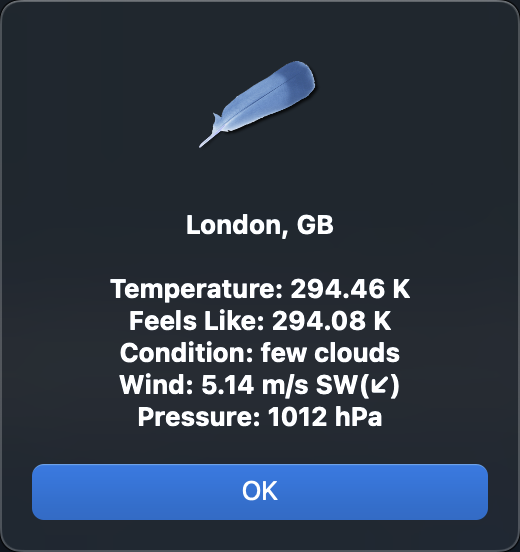 London, GB
Temperature: 294.46 K
Feels Like: 294.08 K
Condition: few clouds
Wind: 5.14 m/s SW(↙)
Pressure: 1012 hPa
OK